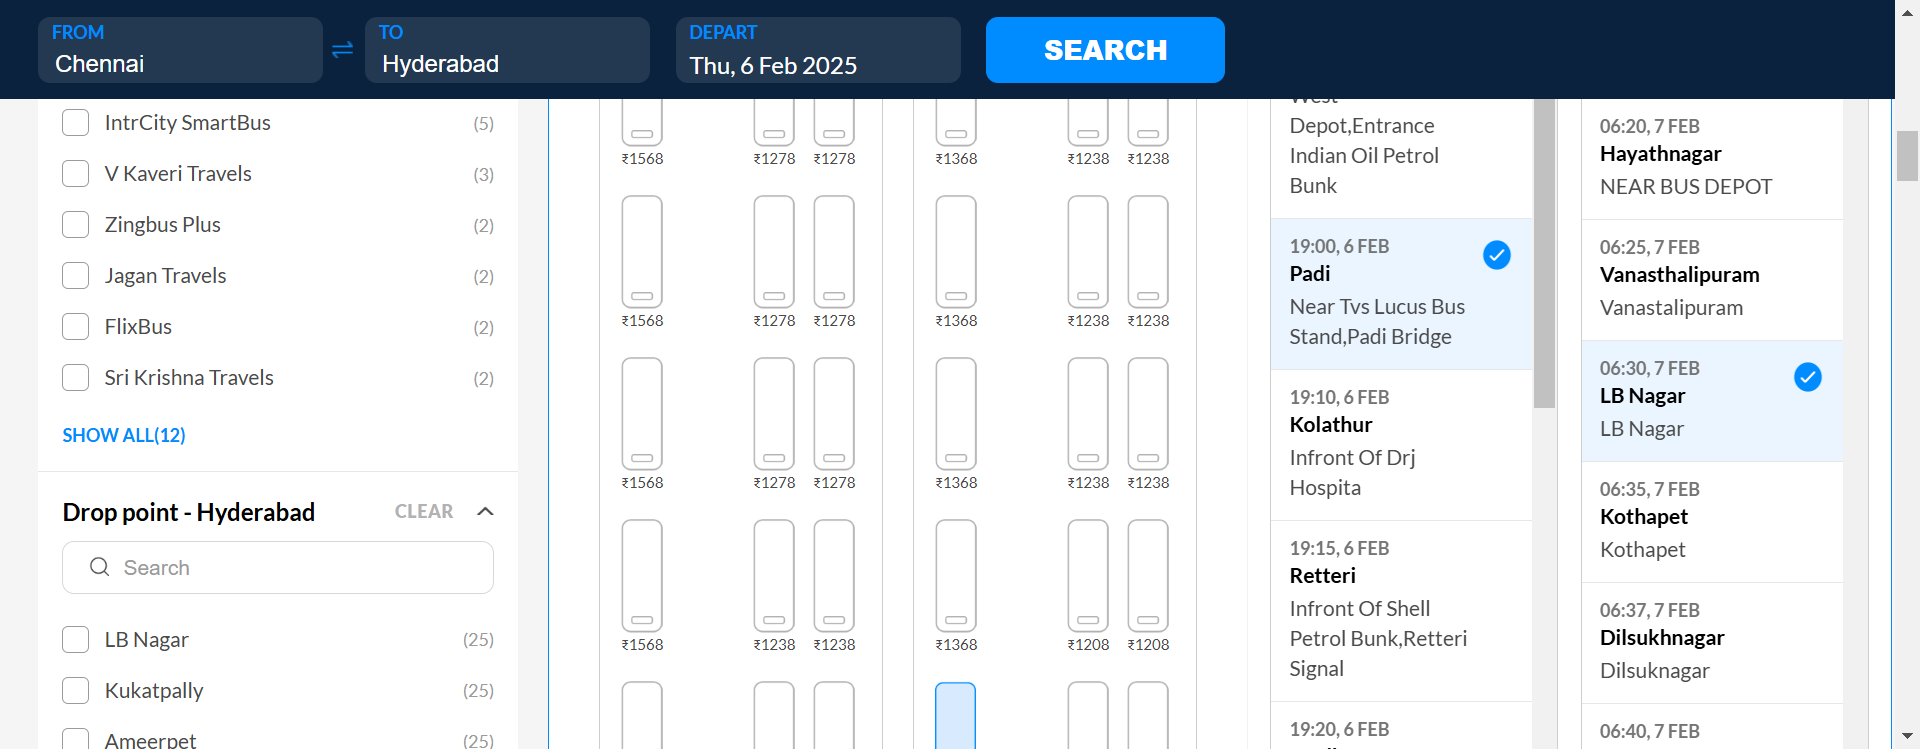 FROM
Chennai
TO
Hyderabad
DEPART
Thu, 6 Feb 2025
SEARCH
IntrCity SmartBus (5)
V Kaveri Travels (3)
Zingbus Plus (2)
Jagan Travels (2)
FlixBus (2)
Sri Krishna Travels (2)
SHOW ALL(12)
Drop point - Hyderabad CLEAR
Search
LB Nagar (25)
Kukatpally (25)
Ameerpet (25)
₹1568 ₹1278 ₹1278 ₹1368 ₹1238 ₹1238
₹1568 ₹1278 ₹1278 ₹1368 ₹1238 ₹1238
₹1568 ₹1278 ₹1278 ₹1368 ₹1238 ₹1238
₹1568 ₹1238 ₹1238 ₹1368 ₹1208 ₹1208
West
Depot,Entrance
Indian Oil Petrol
Bunk
19:00, 6 FEB
Padi
Near Tvs Lucus Bus
Stand,Padi Bridge
19:10, 6 FEB
Kolathur
Infront Of Drj
Hospita
19:15, 6 FEB
Retteri
Infront Of Shell
Petrol Bunk,Retteri
Signal
19:20, 6 FEB
06:20, 7 FEB
Hayathnagar
NEAR BUS DEPOT
06:25, 7 FEB
Vanasthalipuram
Vanastalipuram
06:30, 7 FEB
LB Nagar
LB Nagar
06:35, 7 FEB
Kothapet
Kothapet
06:37, 7 FEB
Dilsukhnagar
Dilsuknagar
06:40, 7 FEB